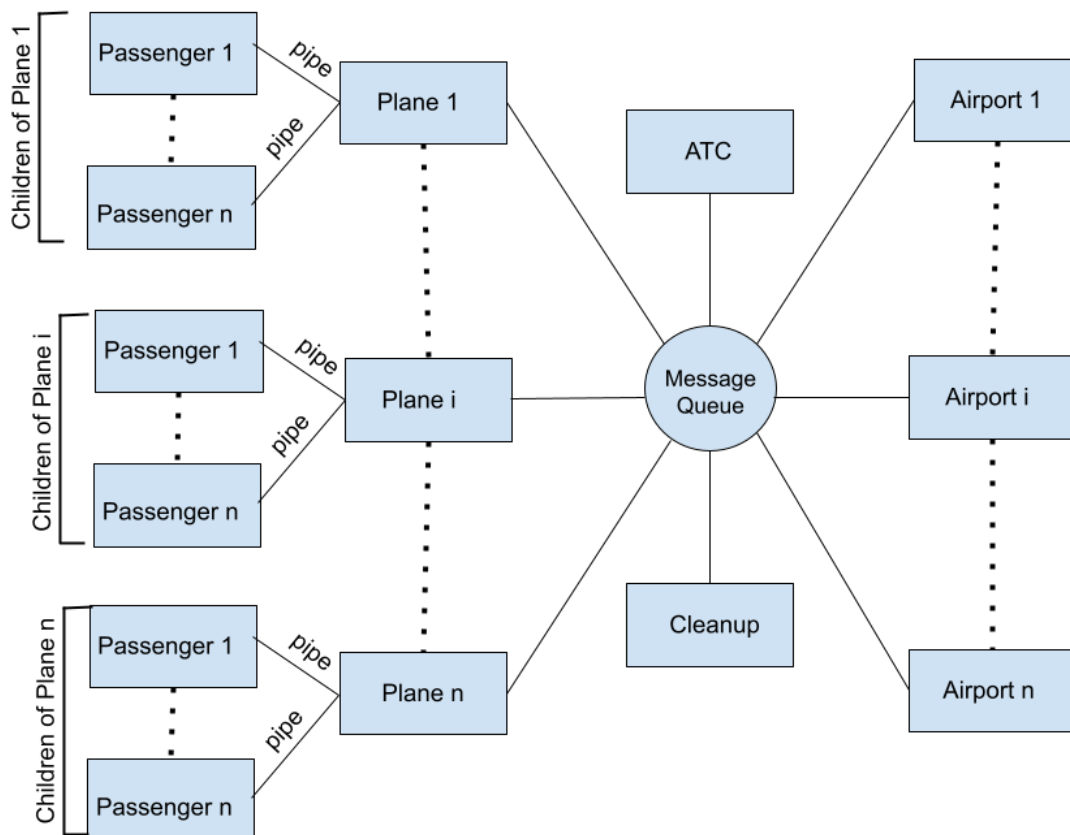 Children of Plane 1
Passenger 1
pipe
Plane 1
pipe
Passenger n
ATC
Airport 1
Children of Plane i
Passenger 1
pipe
Plane i
pipe
Passenger n
Message
Queue
Airport i
Children of Plane n
Passenger 1
pipe
Plane n
pipe
Passenger n
Cleanup
Airport n